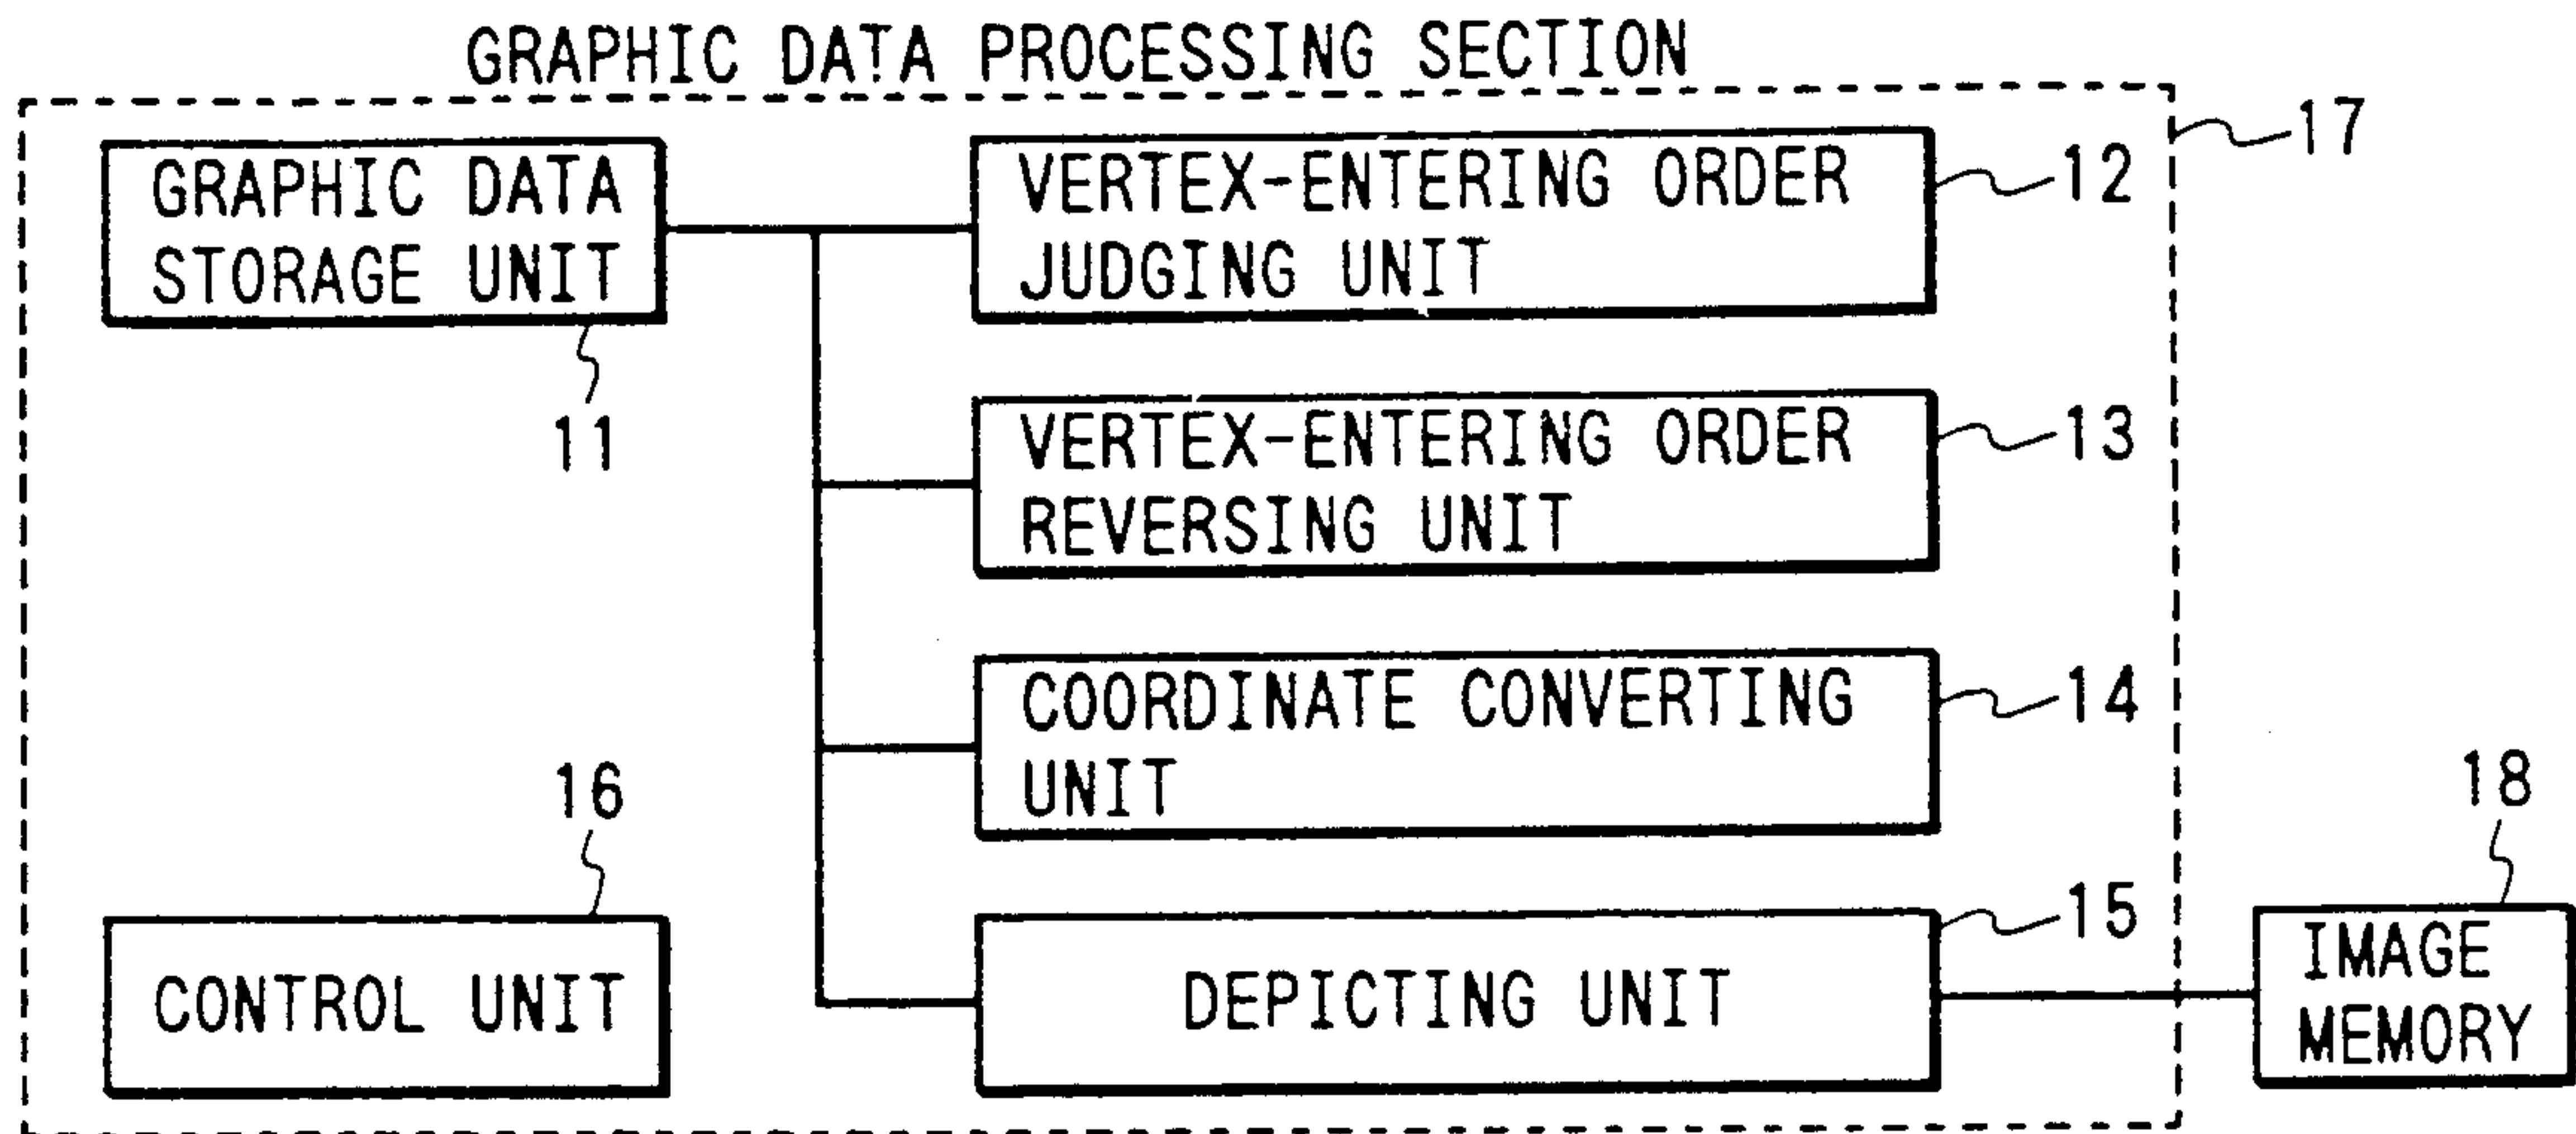 GRAPHIC DATA PROCESSING SECTION
17
GRAPHIC DATA
STORAGE UNIT
11
VERTEX-ENTERING ORDER
JUDGING UNIT
12
VERTEX-ENTERING ORDER
REVERSING UNIT
13
COORDINATE CONVERTING
UNIT
14
16
CONTROL UNIT
DEPICTING UNIT
15
18
IMAGE
MEMORY